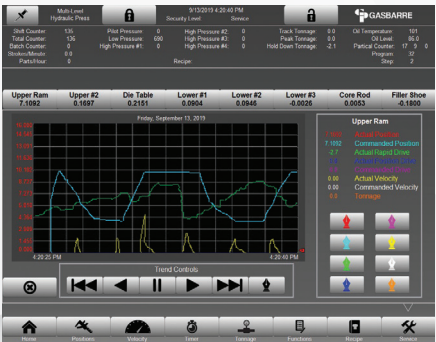 Multi-Level
Hydraulic Press
9/13/2019 4:20:40 PM
Security Level Service
GASBARRE
Shift Counter 136
Total Counter: 136
Batch Counter: 0
Strokes/Minute 0.0
Parts/Hour: 0
Pilot Pressure 0
Low Pressure: 690
High Pressure #1: 0
High Pressure #2: 0
High Pressure #3: 0
High Pressure #4: 0
Recipe:
Track Tonnage: 0.0
Peak Tonnage: 0.0
Hold Down Tonnage: -2.1
Oil Temperature 101
Oil Level: 86.0
Partical Counter: 17 9 0
Program 32
Step: 2
Upper Ram
7.1092
Upper #2
0.1697
Die Table
0.2151
Lower #1
0.0904
Lower #2
0.0946
Lower #3
-0.0026
Core Rod
0.0053
Filler Shoe
-0.1800
Friday, September 13, 2019
4:20:25 PM
4:20:40 PM
Upper Ram
Actual Position
7.1092 Commanded Position
-2.7 Actual Rapid Drive
0.00 Actual Velocity
0.00 Commanded Velocity
0.0 Tonnage
Trend Controls
Home
Positions
Velocity
Timer
Tonnage
Functions
Recipe
Service